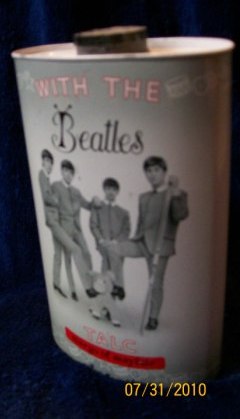 WITH THE
Beatles
TALC
07/31/2010